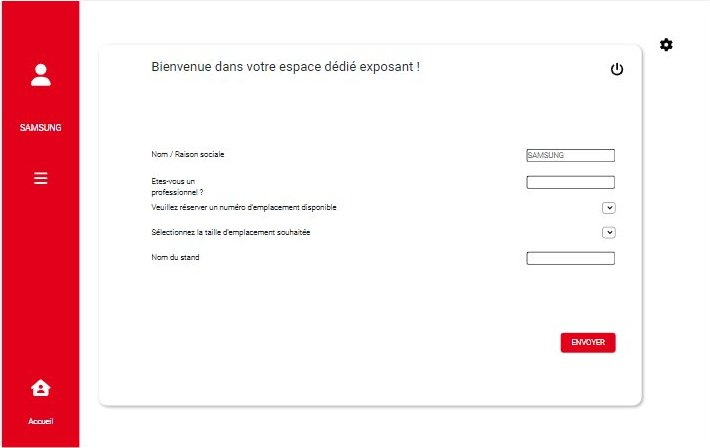 Bienvenue dans votre espace dédié exposant !
SAMSUNG
Nom / Raison sociale
SAMSUNG
Etes-vous un
professionnel ?
Veuillez réserver un numéro d'emplacement disponible
Sélectionnez la taille d'emplacement souhaitée
Nom du stand
ENVOYER
Accueil